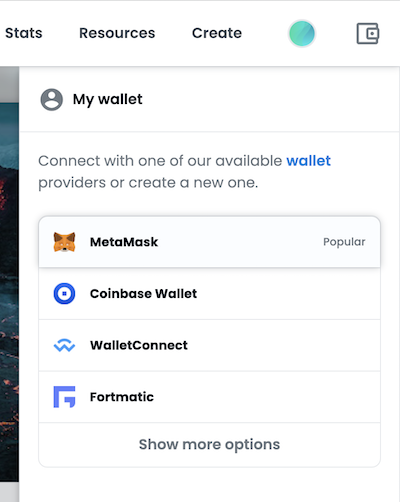 Stats Resources Create
My wallet
Connect with one of our available wallet
providers or create a new one.
MetaMask Popular
Coinbase Wallet
WalletConnect
Fortmatic
Show more options